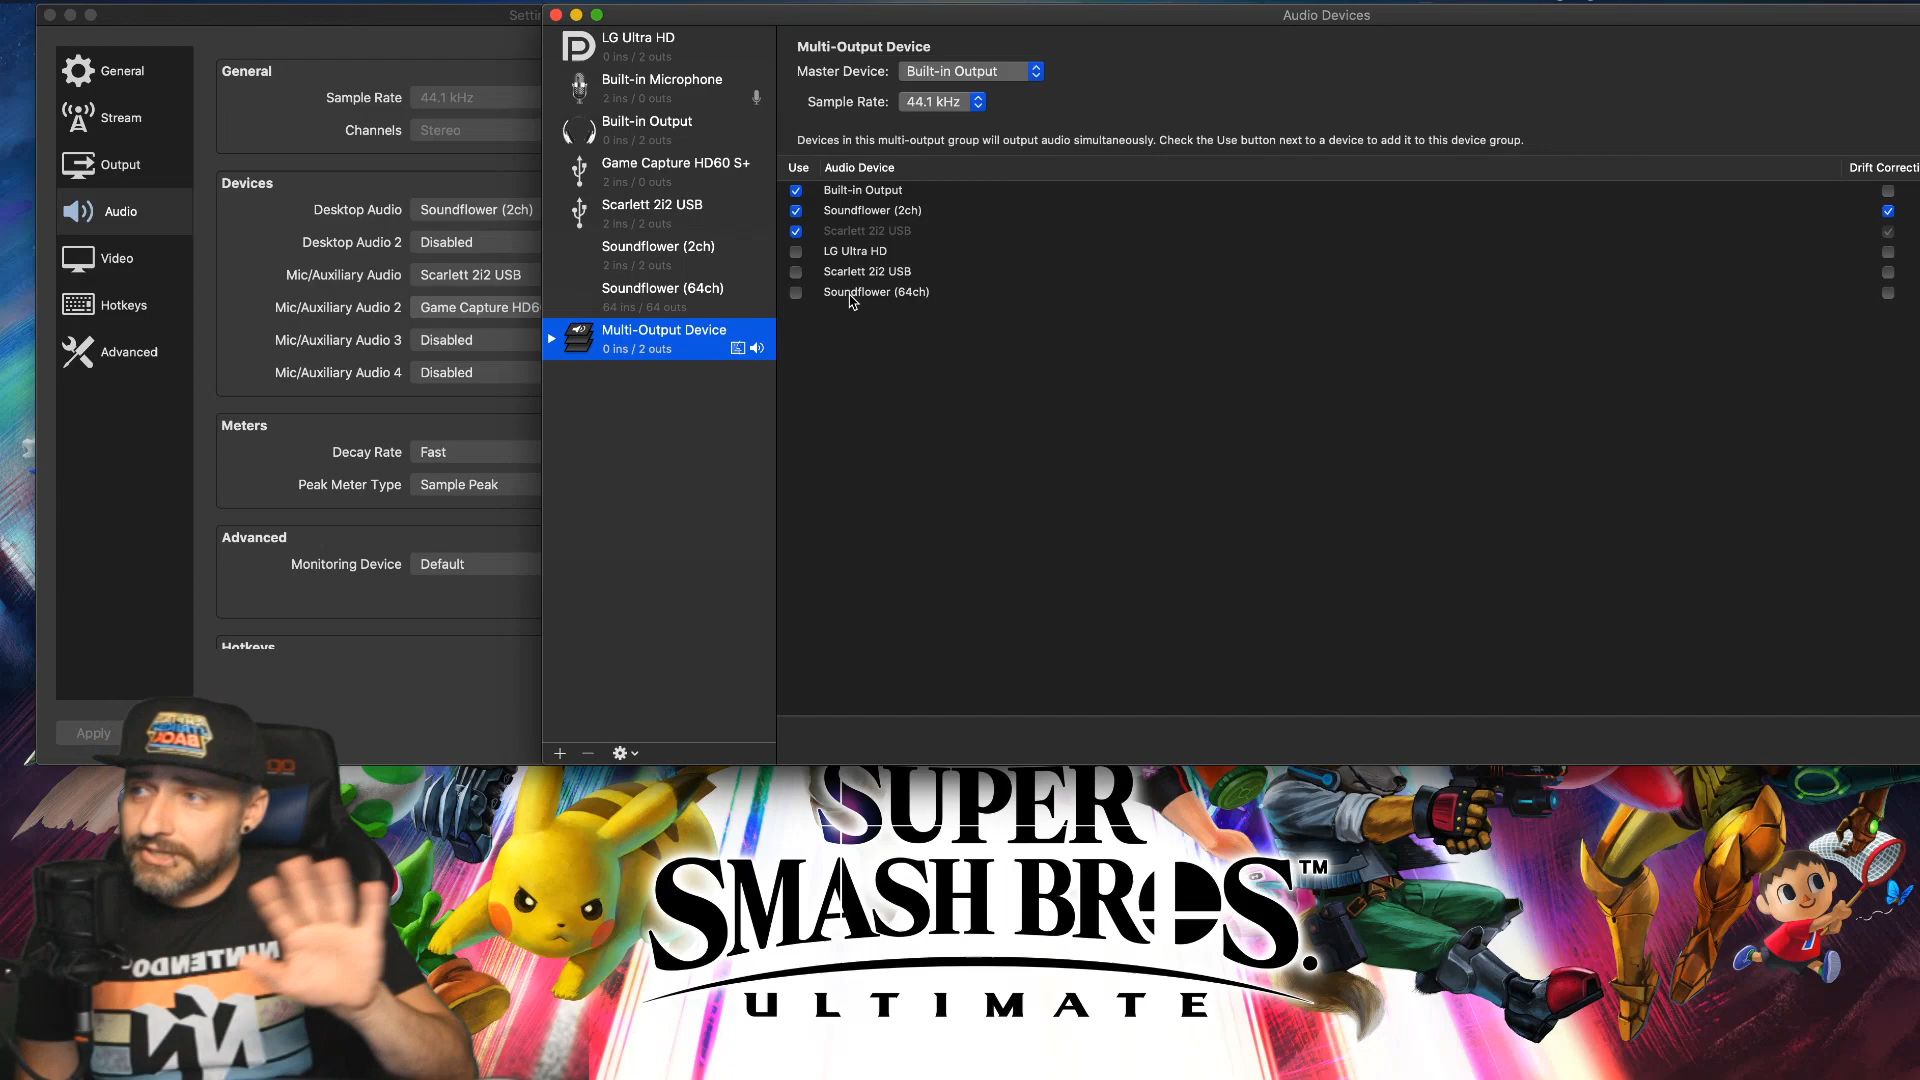 Audio Devices
General
Stream
Output
Audio
Video
Hotkeys
Advanced
General
Sample Rate 44.1 kHz
Channels Stereo
Devices
Desktop Audio Soundflower (2ch)
Desktop Audio 2 Disabled
Mic/Auxiliary Audio Scarlett 2i2 USB
Mic/Auxiliary Audio 2 Game Capture HD6
Mic/Auxiliary Audio 3 Disabled
Mic/Auxiliary Audio 4 Disabled
Meters
Decay Rate Fast
Peak Meter Type Sample Peak
Advanced
Monitoring Device Default
Hotkeys
Apply
LG Ultra HD
0 ins / 2 outs
Built-in Microphone
2 ins / 0 outs
Built-in Output
0 ins / 2 outs
Game Capture HD60 S+
2 ins / 0 outs
Scarlett 2i2 USB
2 ins / 2 outs
Soundflower (2ch)
2 ins / 2 outs
Soundflower (64ch)
64 ins / 64 outs
Multi-Output Device
0 ins / 2 outs
Multi-Output Device
Master Device: Built-in Output
Sample Rate: 44.1 kHz
Devices in this multi-output group will output audio simultaneously. Check the Use button next to a device to add it to this device group.
Use Audio Device Drift Correcti
Built-in Output
Soundflower (2ch)
Scarlett 2i2 USB
LG Ultra HD
Scarlett 2i2 USB
Soundflower (64ch)
SUPER
SMASH BROS.™
ULTIMATE
NINTENDO